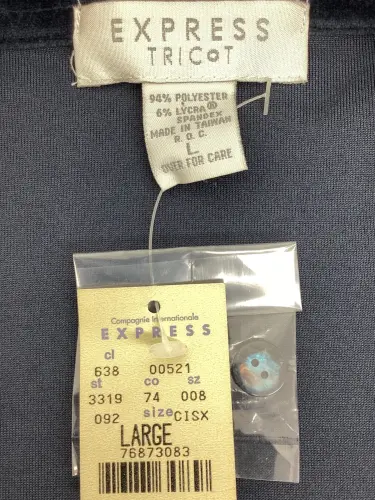 EXPRESS
TRICOT
94% POLYESTER
6% LYCRA®
SPANDEX
MADE IN TAIWAN
R.O.C.
L
OVER FOR CARE
Compagnie Internationale
EXPRESS
cl
638 00521
st co sz
3319 74 008
092 size CISX
LARGE
76873083